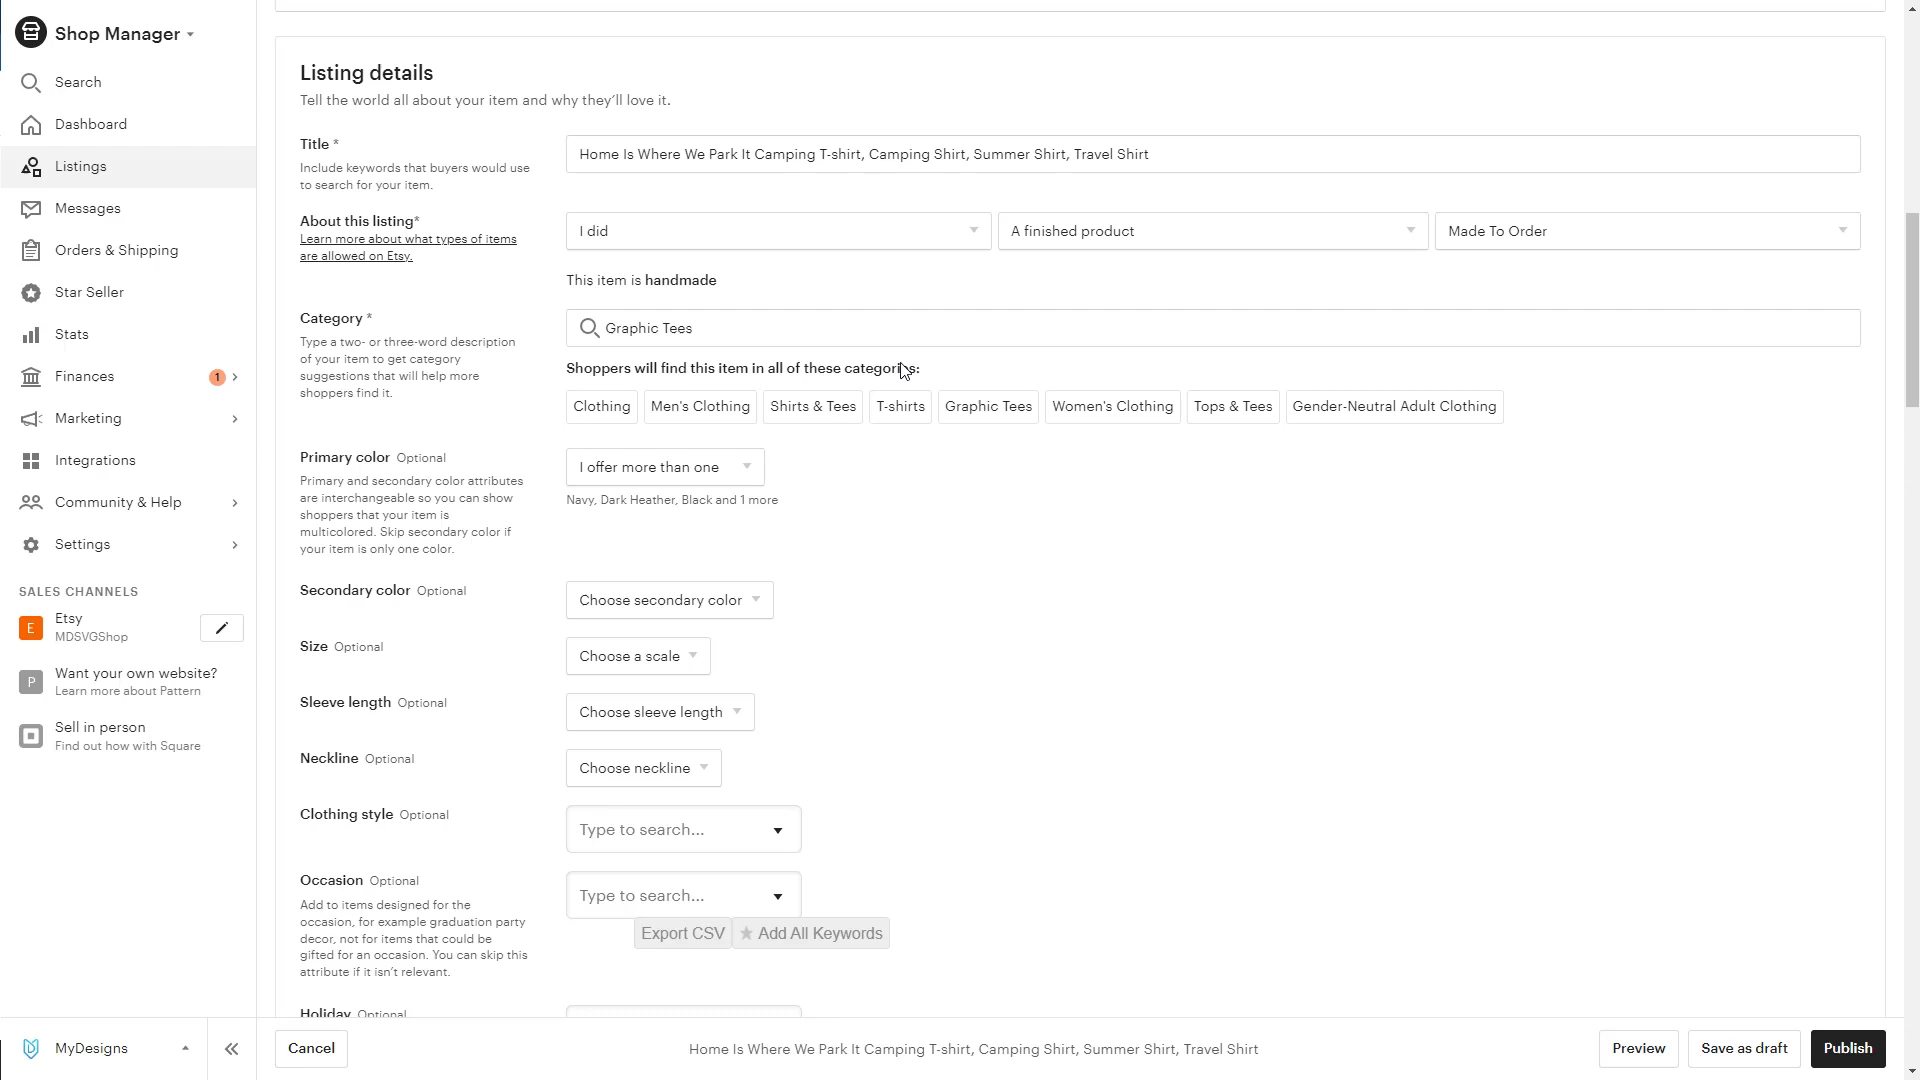 Shop Manager
Search
Dashboard
Listings
Messages
Orders & Shipping
Star Seller
Stats
Finances 1
Marketing
Integrations
Community & Help
Settings
SALES CHANNELS
E Etsy
MDSVGShop
P Want your own website?
Learn more about Pattern
Sell in person
Find out how with Square
MyDesigns
Listing details
Tell the world all about your item and why they'll love it.
Title *
Include keywords that buyers would use
to search for your item.
Home Is Where We Park It Camping T-shirt, Camping Shirt, Summer Shirt, Travel Shirt
About this listing*
Learn more about what types of items
are allowed on Etsy.
I did
A finished product
Made To Order
This item is handmade
Category *
Type a two- or three-word description
of your item to get category
suggestions that will help more
shoppers find it.
Graphic Tees
Shoppers will find this item in all of these categories:
Clothing Men's Clothing Shirts & Tees T-shirts Graphic Tees Women's Clothing Tops & Tees Gender-Neutral Adult Clothing
Primary color Optional
Primary and secondary color attributes
are interchangeable so you can show
shoppers that your item is
multicolored. Skip secondary color if
your item is only one color.
I offer more than one
Navy, Dark Heather, Black and 1 more
Secondary color Optional
Choose secondary color
Size Optional
Choose a scale
Sleeve length Optional
Choose sleeve length
Neckline Optional
Choose neckline
Clothing style Optional
Type to search...
Occasion Optional
Add to items designed for the
occasion, for example graduation party
decor, not for items that could be
gifted for an occasion. You can skip this
attribute if it isn't relevant.
Type to search...
Export CSV
Add All Keywords
Holiday Optional
Cancel
Home Is Where We Park It Camping T-shirt, Camping Shirt, Summer Shirt, Travel Shirt
Preview
Save as draft
Publish